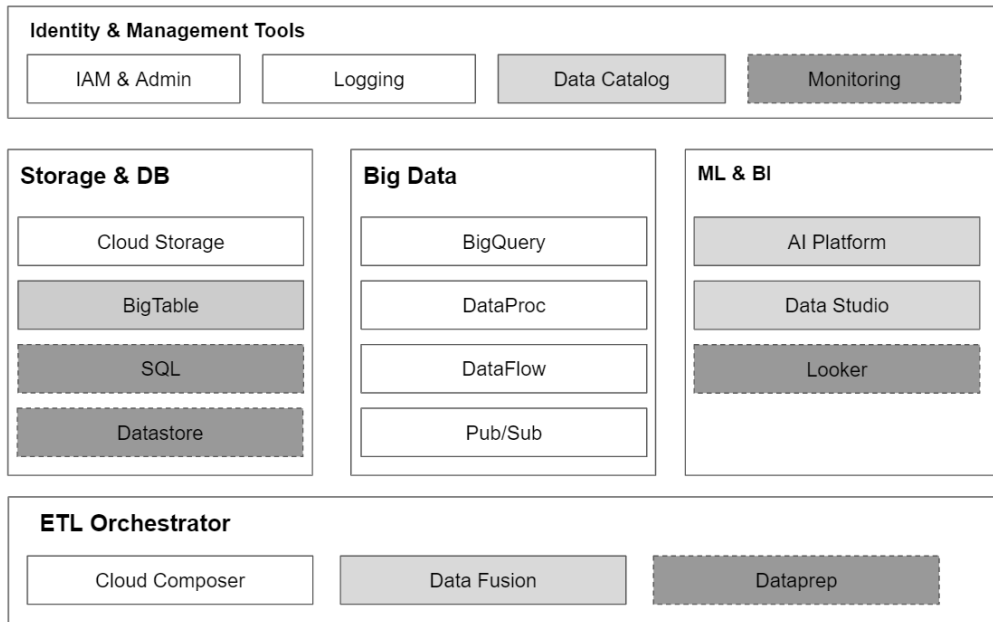 Identity & Management Tools
IAM & Admin
Logging
Data Catalog
Monitoring
Storage & DB
Cloud Storage
BigTable
SQL
Datastore
Big Data
BigQuery
DataProc
DataFlow
Pub/Sub
ML & BI
AI Platform
Data Studio
Looker
ETL Orchestrator
Cloud Composer
Data Fusion
Dataprep